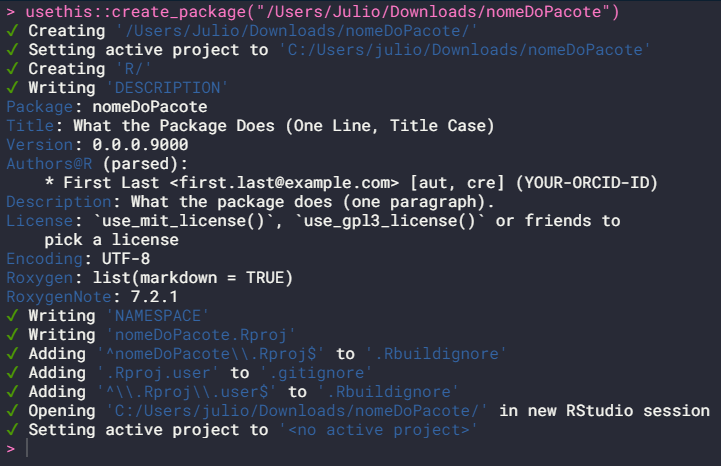 > usethis::create_package("/Users/Julio/Downloads/nomeDoPacote")
✓ Creating '/Users/Julio/Downloads/nomeDoPacote/'
✓ Setting active project to 'C:/Users/julio/Downloads/nomeDoPacote'
✓ Creating 'R/'
✓ Writing 'DESCRIPTION'
Package: nomeDoPacote
Title: What the Package Does (One Line, Title Case)
Version: 0.0.0.9000
Authors@R (parsed):
    * First Last <first.last@example.com> [aut, cre] (YOUR-ORCID-ID)
Description: What the package does (one paragraph).
License: `use_mit_license()`, `use_gpl3_license()` or friends to
    pick a license
Encoding: UTF-8
Roxygen: list(markdown = TRUE)
RoxygenNote: 7.2.1
✓ Writing 'NAMESPACE'
✓ Writing 'nomeDoPacote.Rproj'
✓ Adding '^nomeDoPacote\\.Rproj$' to '.Rbuildignore'
✓ Adding '.Rproj.user' to '.gitignore'
✓ Adding '^\\.Rproj\\.user$' to '.Rbuildignore'
✓ Opening 'C:/Users/julio/Downloads/nomeDoPacote/' in new RStudio session
✓ Setting active project to '<no active project>'
>